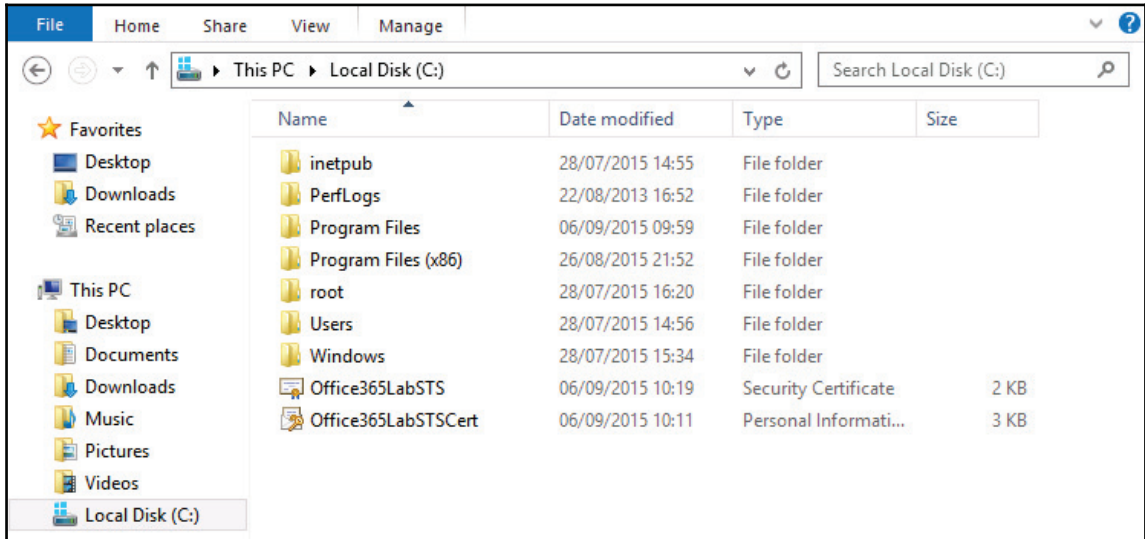 File Home Share View Manage
This PC Local Disk (C:) Search Local Disk (C:)
Favorites
Desktop
Downloads
Recent places
This PC
Desktop
Documents
Downloads
Music
Pictures
Videos
Local Disk (C:)
Name Date modified Type Size
inetpub 28/07/2015 14:55 File folder
PerfLogs 22/08/2013 16:52 File folder
Program Files 06/09/2015 09:59 File folder
Program Files (x86) 26/08/2015 21:52 File folder
root 28/07/2015 16:20 File folder
Users 28/07/2015 14:56 File folder
Windows 28/07/2015 15:34 File folder
Office365LabSTS 06/09/2015 10:19 Security Certificate 2 KB
Office365LabSTSCert 06/09/2015 10:11 Personal Informati... 3 KB